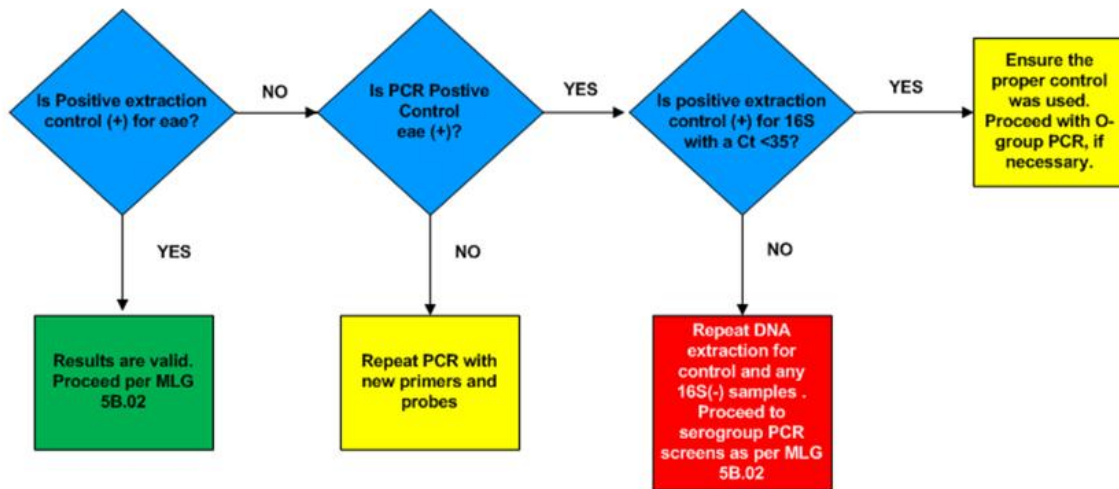 Is Positive extraction
control (+) for eae?
NO
Is PCR Postive
Control
eae (+)?
YES
Is positive extraction
control (+) for 16S
with a Ct <35?
YES
Ensure the
proper control
was used.
Proceed with O-
group PCR, if
necessary.
YES
NO
NO
Results are valid.
Proceed per MLG
5B.02
Repeat PCR with
new primers and
probes
Repeat DNA
extraction for
control and any
16S(-) samples .
Proceed to
serogroup PCR
screens as per MLG
5B.02